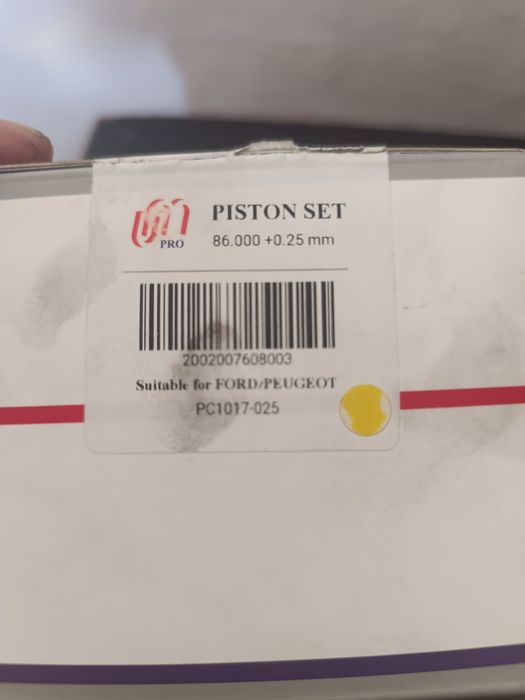 PISTON SET
PRO
86.000 +0.25 mm
2002007608003
Suitable for FORD/PEUGEOT
PC1017-025